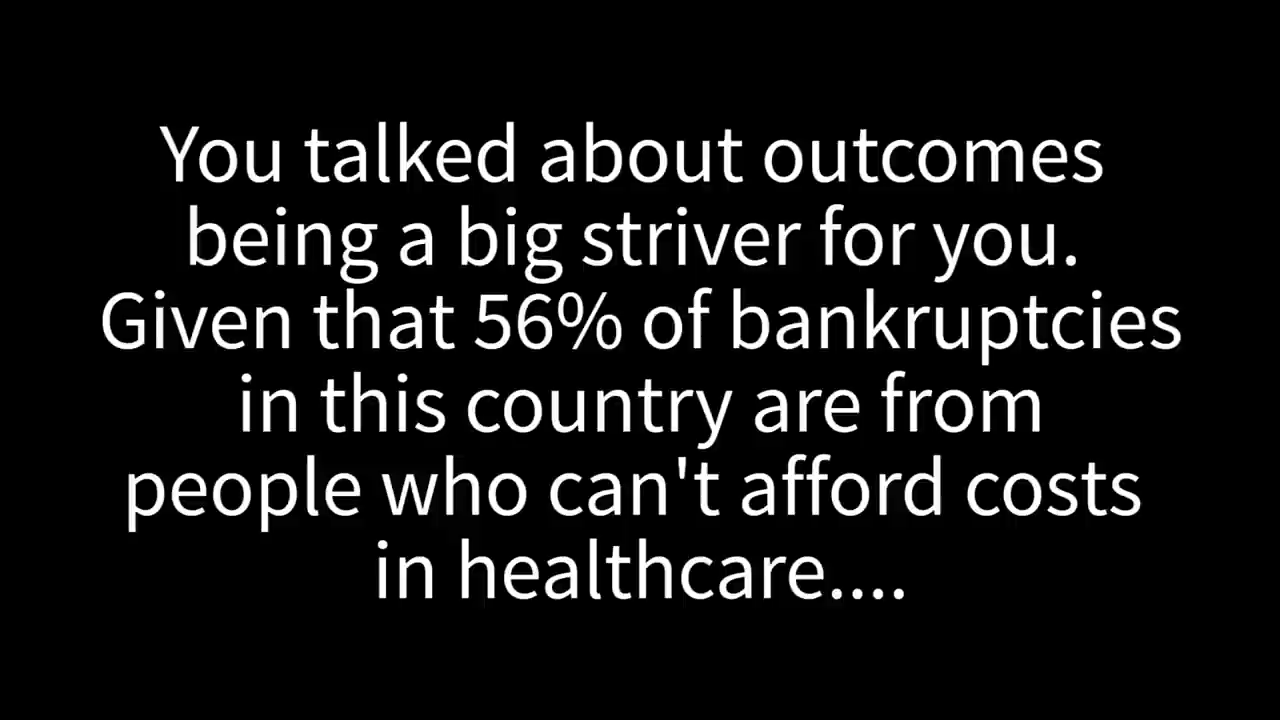 You talked about outcomes
being a big striver for you.
Given that 56% of bankruptcies
in this country are from
people who can't afford costs
in healthcare....